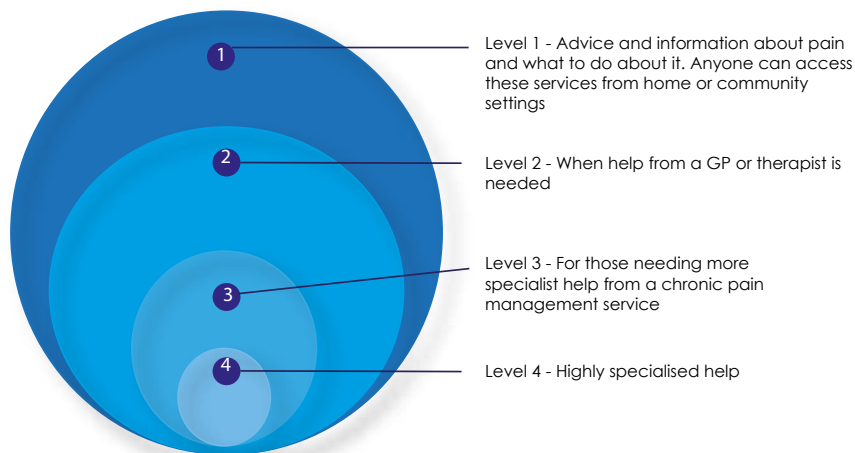 1
Level 1 - Advice and information about pain
and what to do about it. Anyone can access
these services from home or community
settings
2
Level 2 - When help from a GP or therapist is
needed
3
Level 3 - For those needing more
specialist help from a chronic pain
management service
4
Level 4 - Highly specialised help